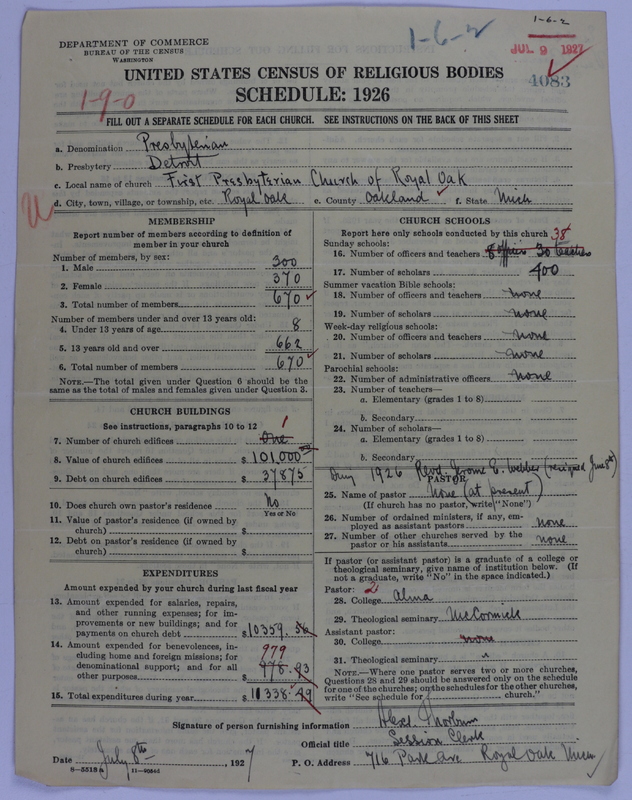 1-6-2
DEPARTMENT OF COMMERCE
BUREAU OF THE CENSUS
WASHINGTON
1-6-2
JUL 9 1927
4083
UNITED STATES CENSUS OF RELIGIOUS BODIES
SCHEDULE: 1926
1-9-0
FILL OUT A SEPARATE SCHEDULE FOR EACH CHURCH. SEE INSTRUCTIONS ON THE BACK OF THIS SHEET
a. Denomination Presbyterian
b. Presbytery Detroit
c. Local name of church First Presbyterian Church of Royal Oak
U
d. City, town, village, or township, etc. Royal Oak e. County Oakland f. State Mich
MEMBERSHIP
Report number of members according to definition of member in your church
Number of members, by sex:
1. Male 300
2. Female 370
3. Total number of members 670
Number of members under and over 13 years old:
4. Under 13 years of age 8
5. 13 years old and over 662
6. Total number of members 670
NOTE.—The total given under Question 6 should be the same as the total of males and females given under Question 3.
CHURCH BUILDINGS
See instructions, paragraphs 10 to 12
7. Number of church edifices One 1
8. Value of church edifices $ 101,000
9. Debt on church edifices $ 37875
10. Does church own pastor's residence No
Yes or No
11. Value of pastor's residence (if owned by church) $
12. Debt on pastor's residence (if owned by church) $
EXPENDITURES
Amount expended by your church during last fiscal year
13. Amount expended for salaries, repairs, and other running expenses; for improvements or new buildings; and for payments on church debt $ 10359.56
14. Amount expended for benevolences, including home and foreign missions; for denominational support; and for all other purposes 979 $ 978.93
15. Total expenditures during year $ 11338.49
CHURCH SCHOOLS
Report here only schools conducted by this church 38
Sunday schools:
16. Number of officers and teachers 8 officers 30 teachers
17. Number of scholars 400
Summer vacation Bible schools:
18. Number of officers and teachers none
19. Number of scholars none
Week-day religious schools:
20. Number of officers and teachers none
21. Number of scholars none
Parochial schools:
22. Number of administrative officers none
23. Number of teachers—
a. Elementary (grades 1 to 8)
b. Secondary
24. Number of scholars—
a. Elementary (grades 1 to 8)
b. Secondary
1926 Revd. Jerome E. Webber (resigned
PASTOR
25. Name of pastor None (at present)
(If church has no pastor, write "None")
26. Number of ordained ministers, if any, employed as assistant pastors none
27. Number of other churches served by the pastor or his assistants none
If pastor (or assistant pastor) is a graduate of a college or theological seminary, give name of institution below. (If not a graduate, write "No" in the space indicated.)
Pastor: 2
28. College Alma
29. Theological seminary McCormick
Assistant pastor:
30. College none
31. Theological seminary "
NOTE.—Where one pastor serves two or more churches, Questions 28 and 29 should be answered only on the schedule for one of the churches; on the schedules for the other churches, write "See schedule for church."
Signature of person furnishing information
Official title Session Clerk
Date July 8th, 1927 P. O. Address 716 Park Ave Royal Oak Mich
8—5518a 11—90545